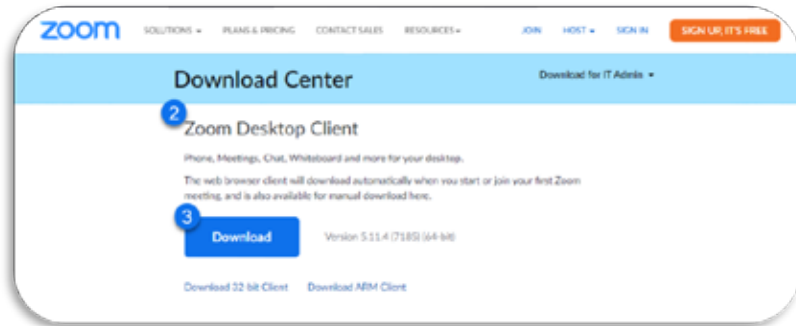 zoom SOLUTIONS PLANS & PRICING CONTACT SALES RESOURCES JOIN HOST SIGN IN SIGN UP, IT'S FREE
Download Center Download for IT Admin
2
Zoom Desktop Client
Phone, Meetings, Chat, Whiteboard and more for your desktop.
The web browser client will download automatically when you start or join your first Zoom
meeting, and is also available for manual download here.
3
Download Version 5.11.4 (7185) (64-bit)
Download 32-bit Client Download ARM Client